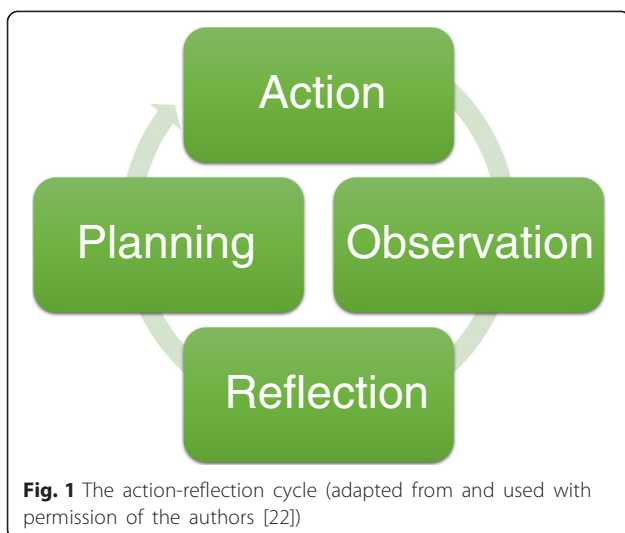 Action
Planning
Observation
Reflection
Fig. 1 The action-reflection cycle (adapted from and used with
permission of the authors [22])